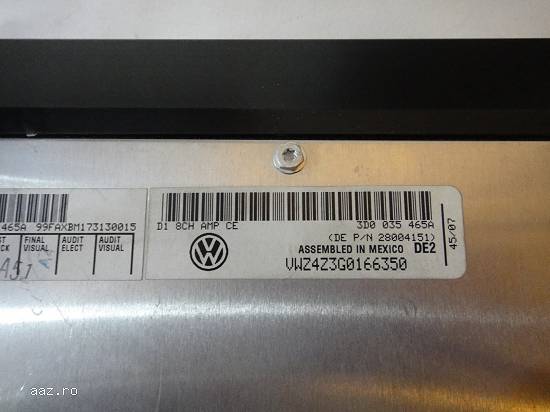 465A 99FAXBM173130015
FINAL VISUAL
AUDIT ELECT
AUDIT VISUAL
A51
D1 8CH AMP CE
3D0 035 465A
(DE P/N 28004151)
ASSEMBLED IN MEXICO DE2
VWZ4Z3G0166350
45/07
aaz.ro